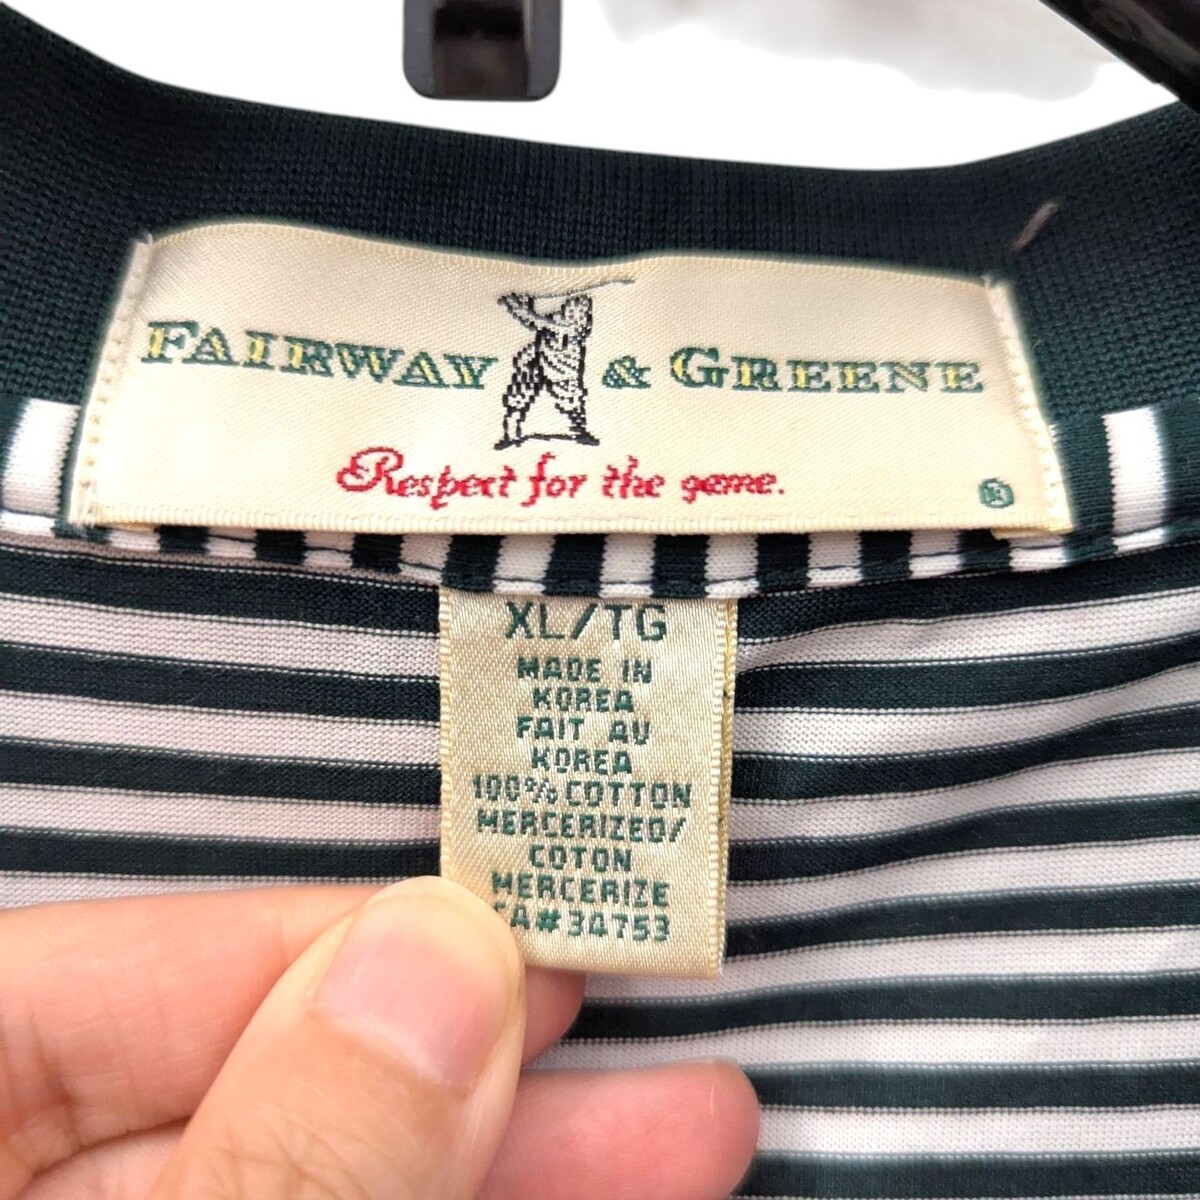 FAIRWAY & GREENE
Respect for the game.
®
XL/TG
MADE IN
KOREA
FAIT AU
KOREA
100% COTTON
MERCERIZED/
COTON
MERCERIZE
CA#34753